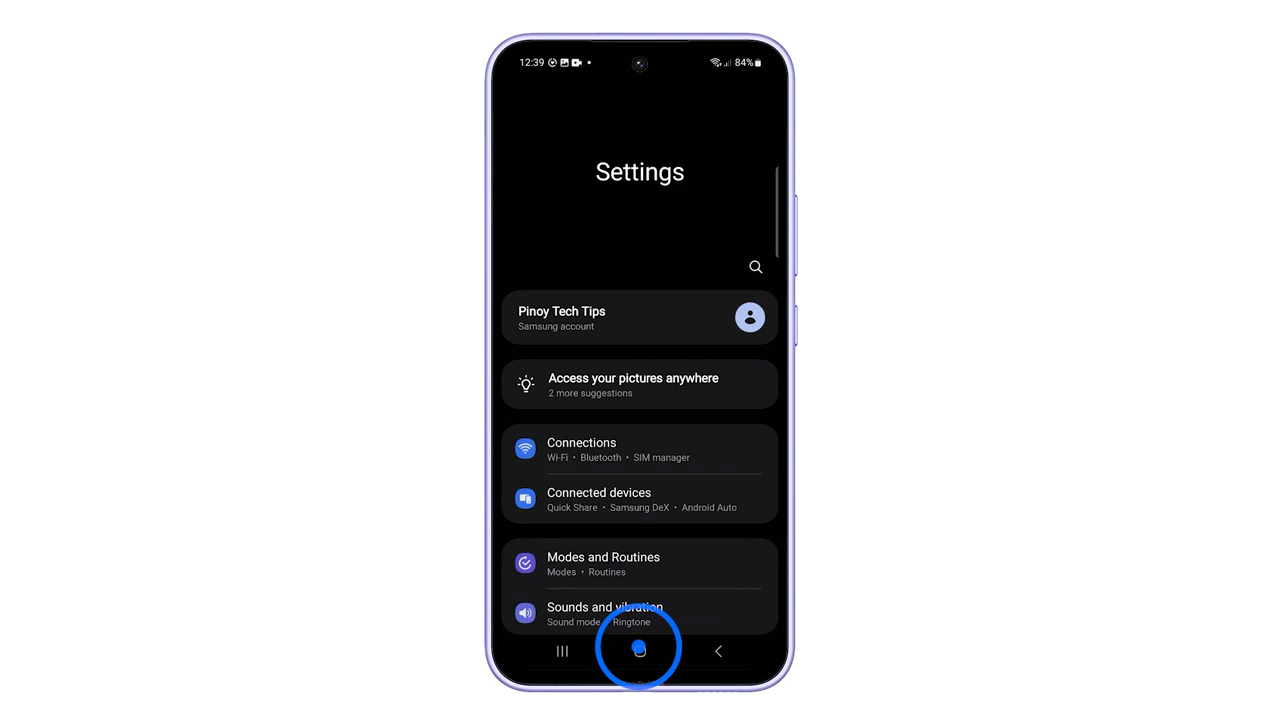 12:39
84%
Settings
Pinoy Tech Tips
Samsung account
Access your pictures anywhere
2 more suggestions
Connections
Wi-Fi • Bluetooth • SIM manager
Connected devices
Quick Share • Samsung DeX • Android Auto
Modes and Routines
Modes • Routines
Sounds and vibration
Sound mode • Ringtone